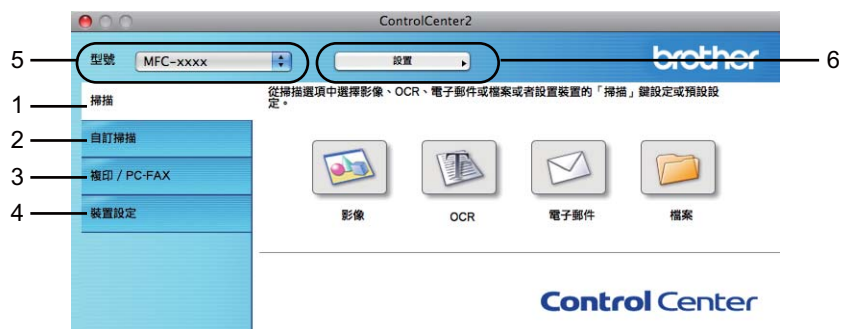 ControlCenter2
5
型號
MFC-xxxx
設置
brother
6
1
掃描
從掃描選項中選擇影像、OCR、電子郵件或檔案或者設置裝置的「掃描」鍵設定或預設設
定。
2
自訂掃描
3
複印 / PC-FAX
4
裝置設定
影像
OCR
電子郵件
檔案
Control Center